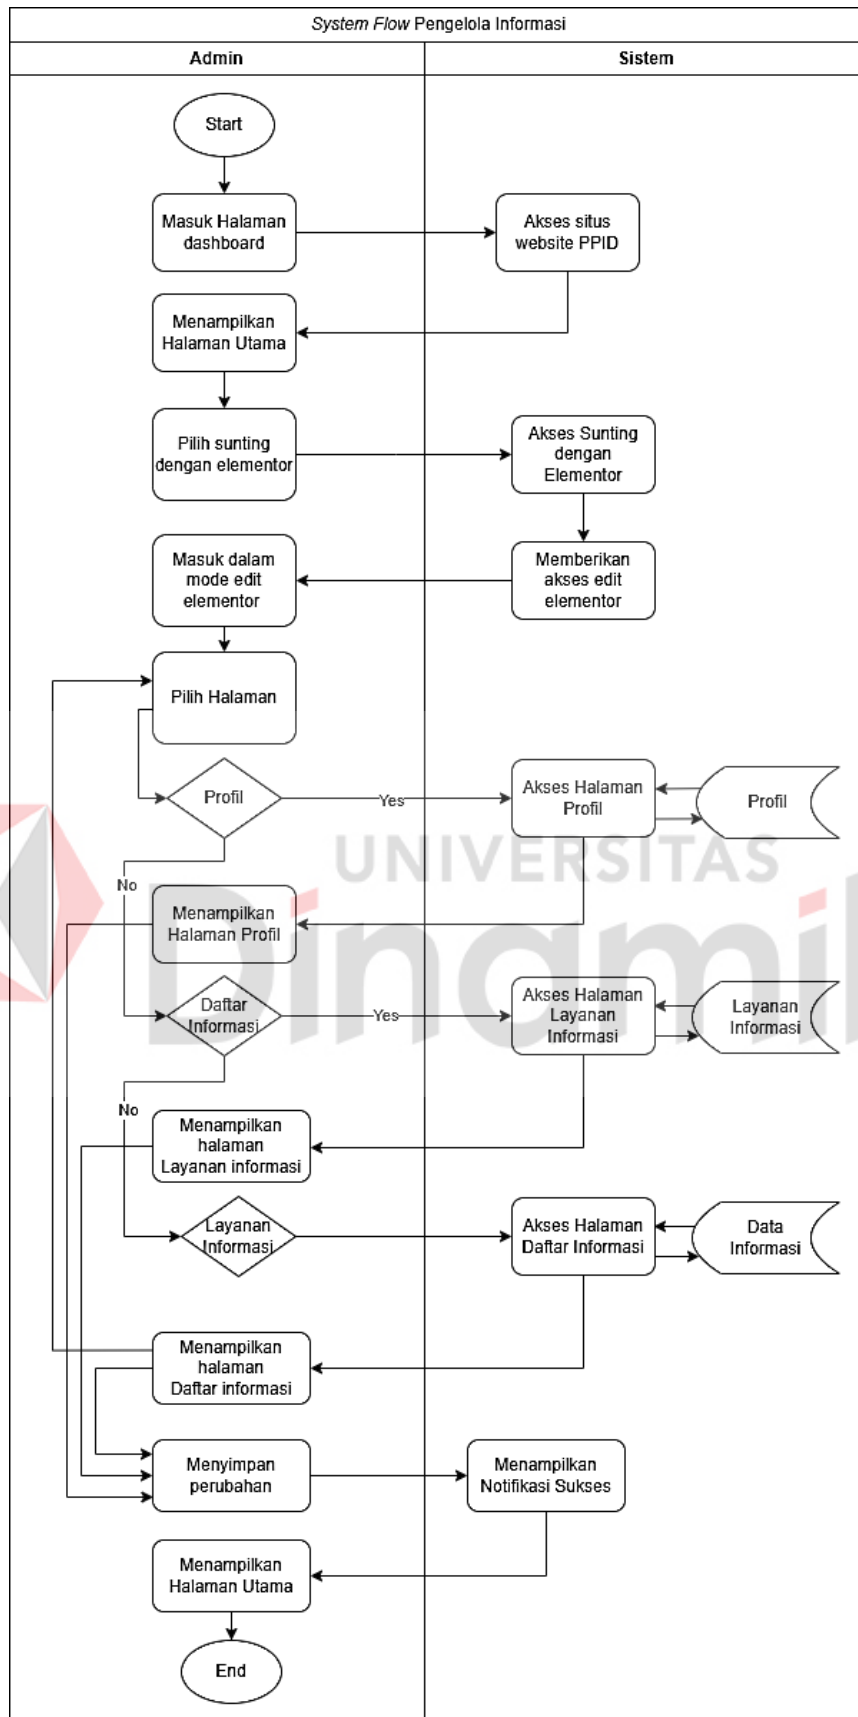 System Flow Pengelola Informasi
Admin
Sistem
Start
Masuk Halaman
dashboard
Akses situs
website PPID
Menampilkan
Halaman Utama
Pilih sunting
dengan elementor
Akses Sunting
dengan
Elementor
Masuk dalam
mode edit
elementor
Memberikan
akses edit
elementor
Pilih Halaman
Profil
Yes
Akses Halaman
Profil
Profil
UNIVERSITAS
No
Menampilkan
Halaman Profil
Daftar
Informasi
Yes
Akses Halaman
Layanan
Informasi
Layanan
Informasi
No
Menampilkan
halaman
Layanan informasi
Layanan
Informasi
Akses Halaman
Daftar Informasi
Data
Informasi
Menampilkan
halaman
Daftar informasi
Menyimpan
perubahan
Menampilkan
Notifikasi Sukses
Menampilkan
Halaman Utama
End